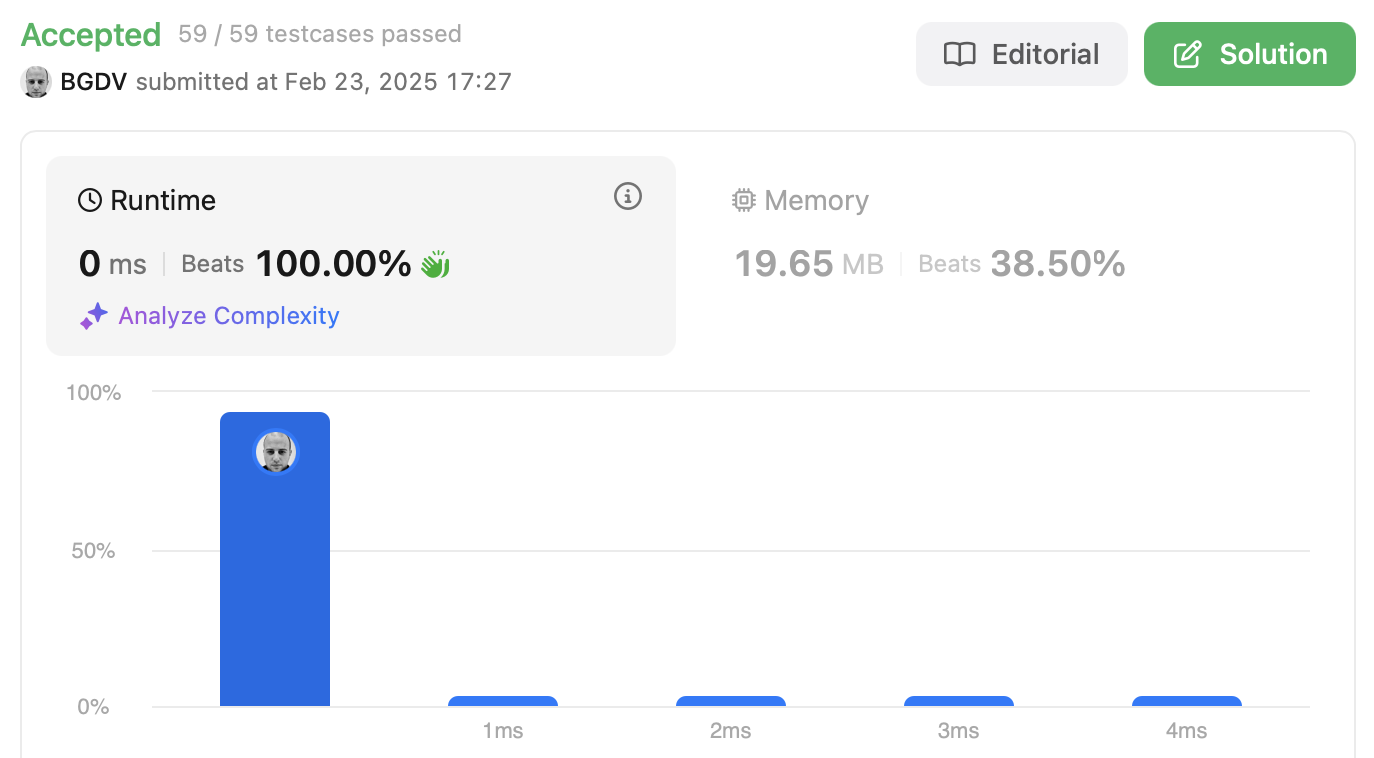 Accepted 59 / 59 testcases passed
BGDV submitted at Feb 23, 2025 17:27
Editorial
Solution
Runtime
0 ms
Beats 100.00%
Analyze Complexity
Memory
19.65 MB
Beats 38.50%
100%
50%
0%
1ms
2ms
3ms
4ms